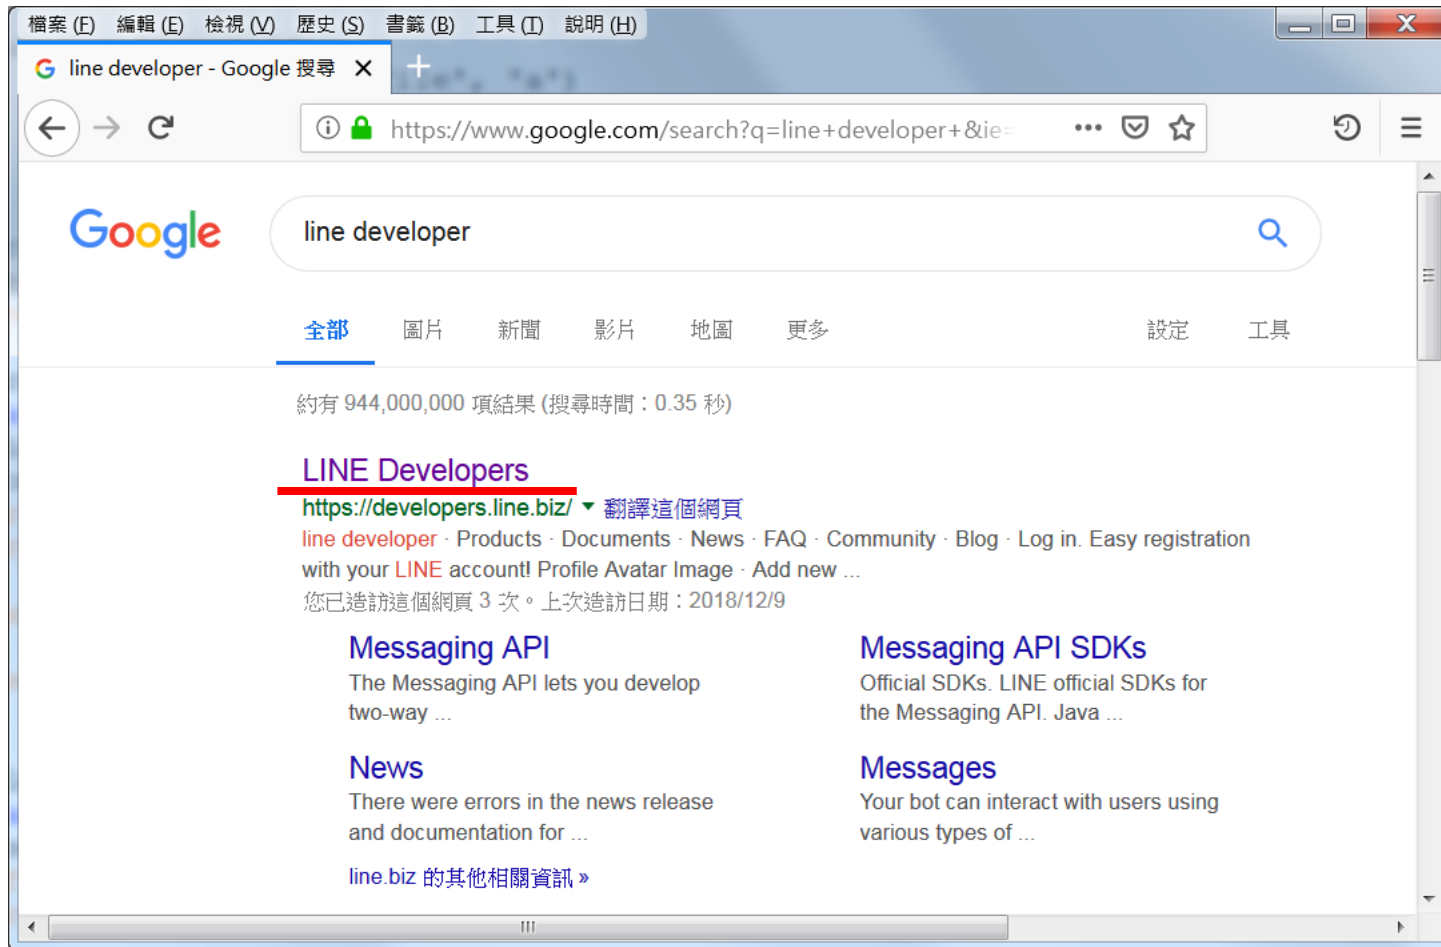 檔案 (F) 編輯 (E) 檢視 (V) 歷史 (S) 書籤 (B) 工具 (T) 說明 (H)
line developer - Google 搜尋
https://www.google.com/search?q=line+developer+&ie=
Google
line developer
全部 圖片 新聞 影片 地圖 更多 設定 工具
約有 944,000,000 項結果 (搜尋時間：0.35 秒)
LINE Developers
https://developers.line.biz/ 翻譯這個網頁
line developer · Products · Documents · News · FAQ · Community · Blog · Log in. Easy registration
with your LINE account! Profile Avatar Image · Add new ...
您已造訪這個網頁 3 次。上次造訪日期：2018/12/9
Messaging API
The Messaging API lets you develop
two-way ...
Messaging API SDKs
Official SDKs. LINE official SDKs for
the Messaging API. Java ...
News
There were errors in the news release
and documentation for ...
Messages
Your bot can interact with users using
various types of ...
line.biz 的其他相關資訊 »